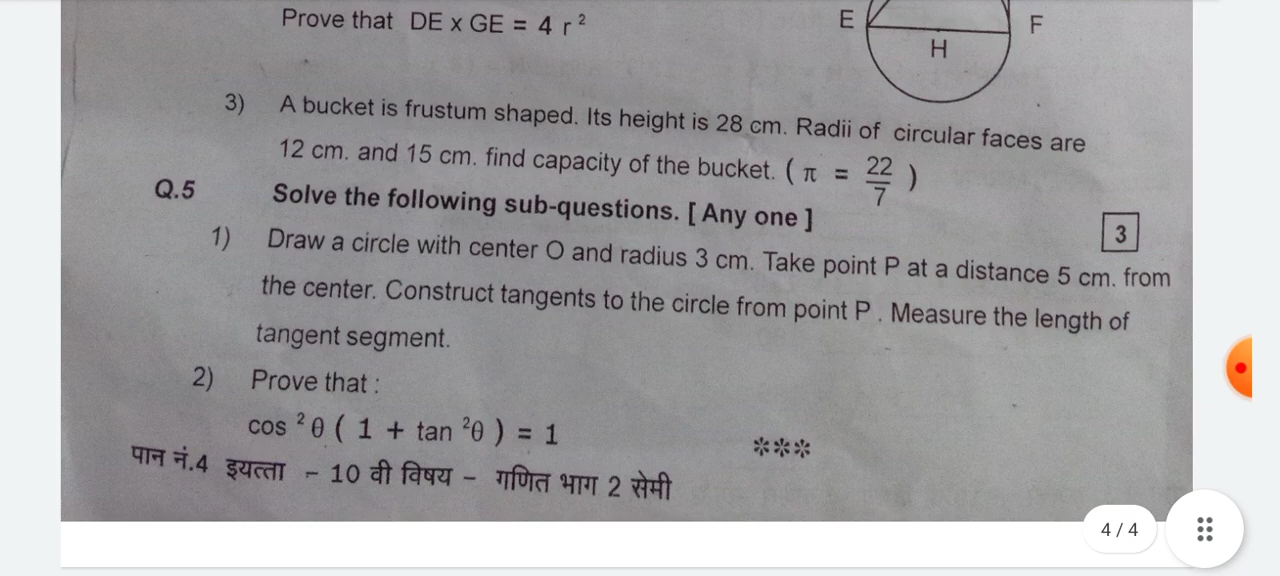 Prove that DE x GE = 4 r²
E
F
H
3) A bucket is frustum shaped. Its height is 28 cm. Radii of circular faces are
12 cm. and 15 cm. find capacity of the bucket. ( π = 22/7 )
Q.5 Solve the following sub-questions. [ Any one ]
3
1) Draw a circle with center O and radius 3 cm. Take point P at a distance 5 cm. from
the center. Construct tangents to the circle from point P . Measure the length of
tangent segment.
2) Prove that :
cos ²θ ( 1 + tan ²θ ) = 1
***
पान नं.4 इयत्ता - 10 वी विषय - गणित भाग 2 सेमी
4 / 4